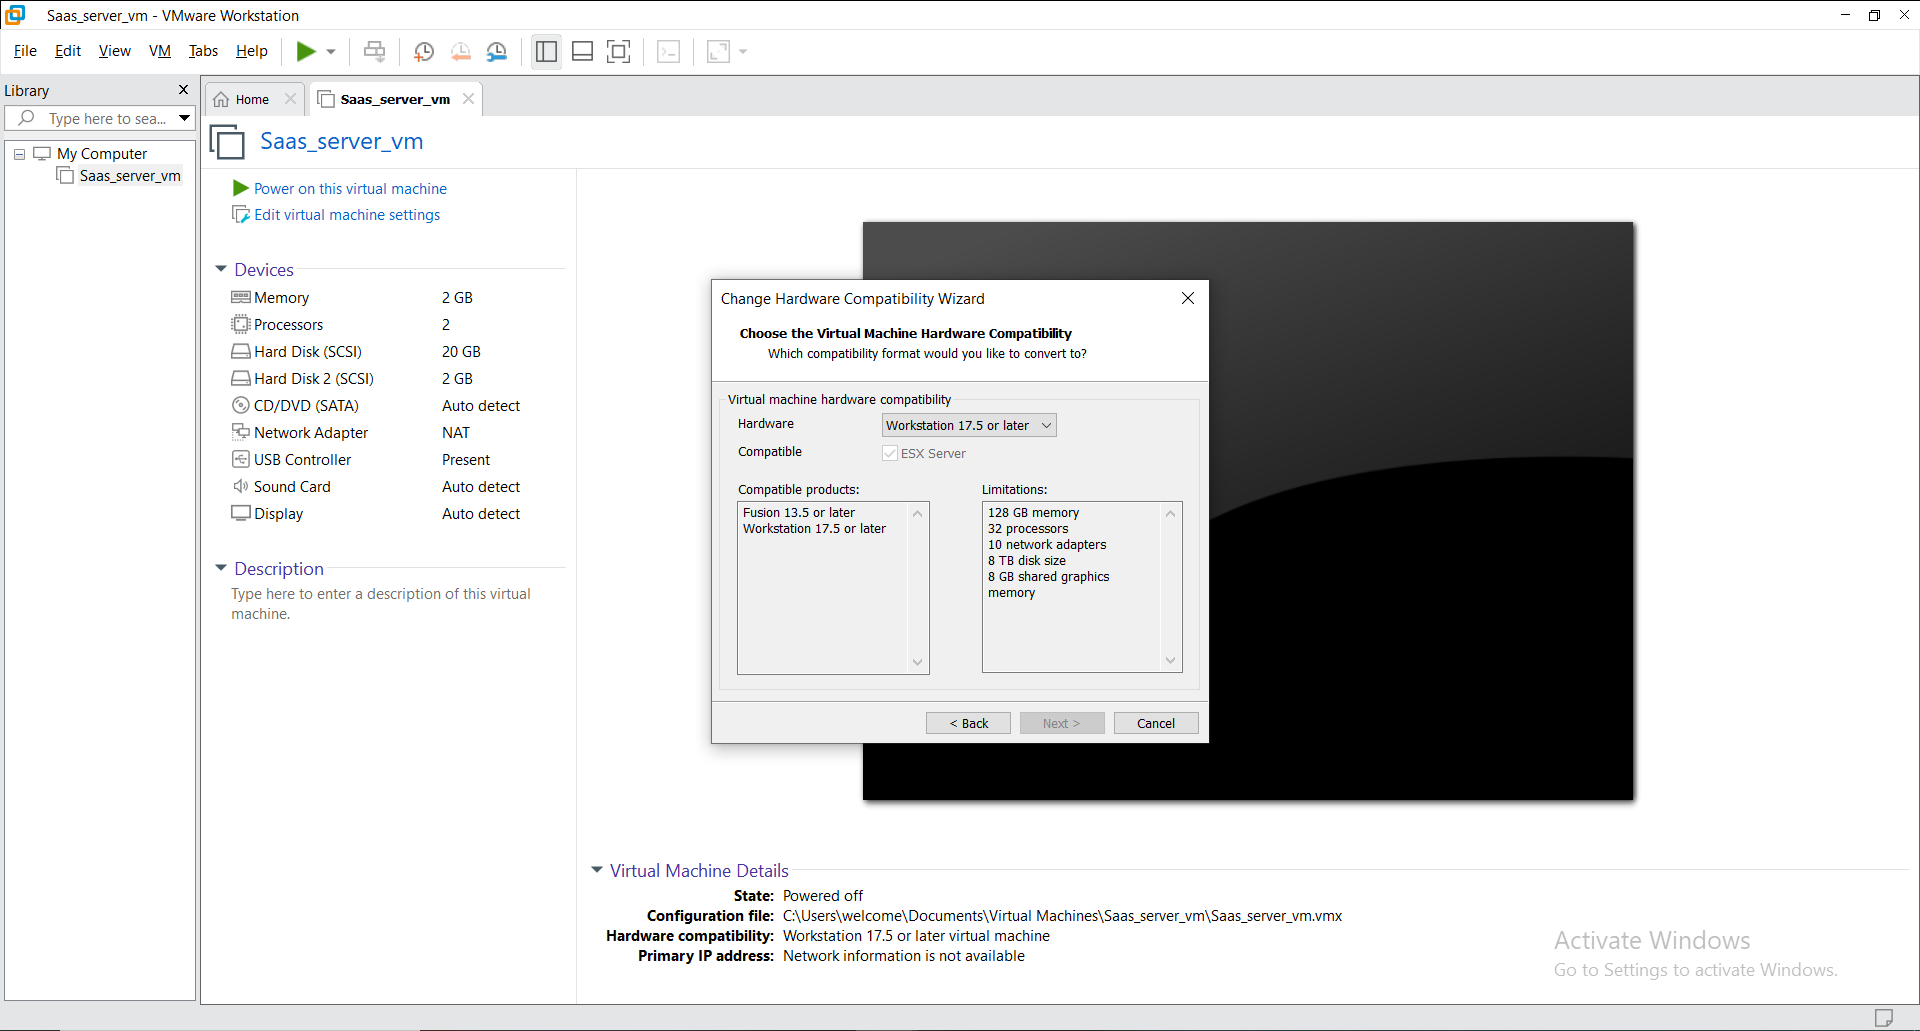 Saas_server_vm - VMware Workstation
File Edit View VM Tabs Help
Library
Type here to sea...
My Computer
Saas_server_vm
Home
Saas_server_vm
Saas_server_vm
Power on this virtual machine
Edit virtual machine settings
Devices
Memory 2 GB
Processors 2
Hard Disk (SCSI) 20 GB
Hard Disk 2 (SCSI) 2 GB
CD/DVD (SATA) Auto detect
Network Adapter NAT
USB Controller Present
Sound Card Auto detect
Display Auto detect
Description
Type here to enter a description of this virtual
machine.
Change Hardware Compatibility Wizard
Choose the Virtual Machine Hardware Compatibility
Which compatibility format would you like to convert to?
Virtual machine hardware compatibility
Hardware Workstation 17.5 or later
Compatible ESX Server
Compatible products:
Fusion 13.5 or later
Workstation 17.5 or later
Limitations:
128 GB memory
32 processors
10 network adapters
8 TB disk size
8 GB shared graphics
memory
< Back Next > Cancel
Virtual Machine Details
State: Powered off
Configuration file: C:\Users\welcome\Documents\Virtual Machines\Saas_server_vm\Saas_server_vm.vmx
Hardware compatibility: Workstation 17.5 or later virtual machine
Primary IP address: Network information is not available
Activate Windows
Go to Settings to activate Windows.